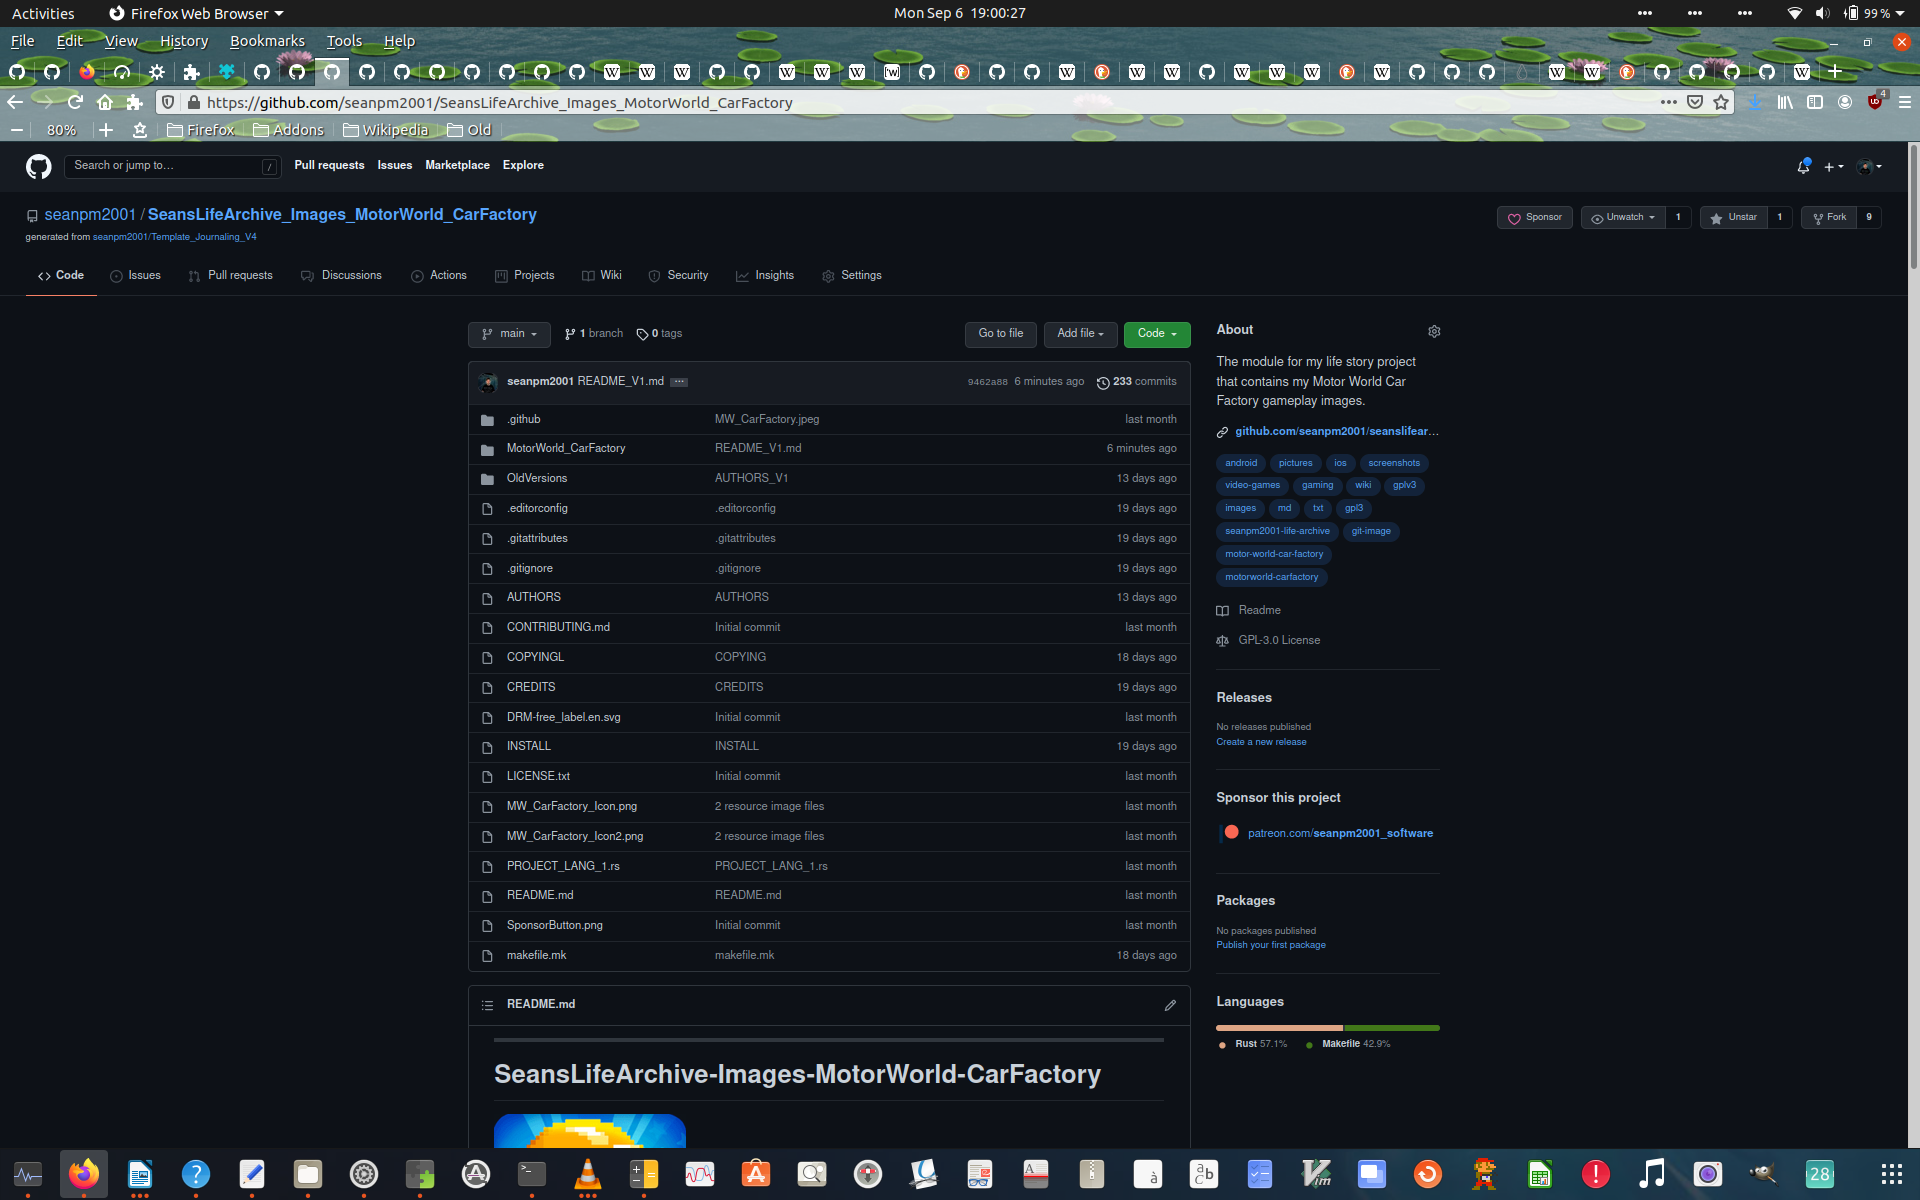 Activities
Firefox Web Browser
Mon Sep 6 19:00:27
99 %
File Edit View History Bookmarks Tools Help
https://github.com/seanpm2001/SeansLifeArchive_Images_MotorWorld_CarFactory
4
80%
Firefox Addons Wikipedia Old
Search or jump to... /
Pull requests Issues Marketplace Explore
seanpm2001 / SeansLifeArchive_Images_MotorWorld_CarFactory
generated from seanpm2001/Template_Journaling_V4
Sponsor Unwatch 1 Unstar 1 Fork 9
Code Issues Pull requests Discussions Actions Projects Wiki Security Insights Settings
main 1 branch 0 tags Go to file Add file Code
seanpm2001 README_V1.md 9462a88 6 minutes ago 233 commits
.github MW_CarFactory.jpeg last month
MotorWorld_CarFactory README_V1.md 6 minutes ago
OldVersions AUTHORS_V1 13 days ago
.editorconfig .editorconfig 19 days ago
.gitattributes .gitattributes 19 days ago
.gitignore .gitignore 19 days ago
AUTHORS AUTHORS 13 days ago
CONTRIBUTING.md Initial commit last month
COPYINGL COPYING 18 days ago
CREDITS CREDITS 19 days ago
DRM-free_label.en.svg Initial commit last month
INSTALL INSTALL 19 days ago
LICENSE.txt Initial commit last month
MW_CarFactory_Icon.png 2 resource image files last month
MW_CarFactory_Icon2.png 2 resource image files last month
PROJECT_LANG_1.rs PROJECT_LANG_1.rs last month
README.md README.md last month
SponsorButton.png Initial commit last month
makefile.mk makefile.mk 18 days ago
README.md
SeansLifeArchive-Images-MotorWorld-CarFactory
About
The module for my life story project
that contains my Motor World Car
Factory gameplay images.
github.com/seanpm2001/seanslifear...
android pictures ios screenshots
video-games gaming wiki gplv3
images md txt gpl3
seanpm2001-life-archive git-image
motor-world-car-factory
motorworld-carfactory
Readme
GPL-3.0 License
Releases
No releases published
Create a new release
Sponsor this project
patreon.com/seanpm2001_software
Packages
No packages published
Publish your first package
Languages
Rust 57.1% Makefile 42.9%
28